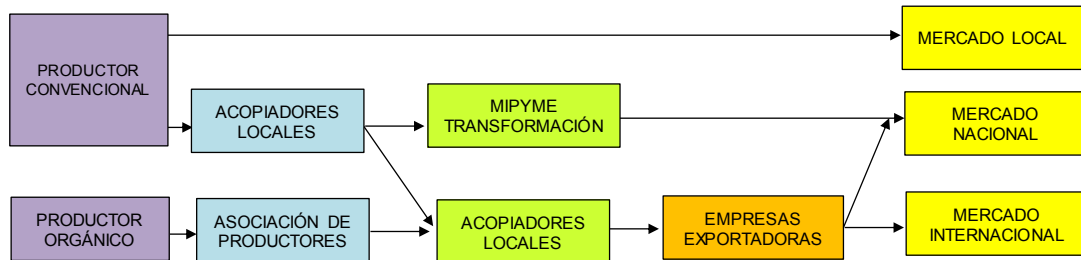 PRODUCTOR
CONVENCIONAL
MERCADO LOCAL
ACOPIADORES
LOCALES
MIPYME
TRANSFORMACIÓN
MERCADO
NACIONAL
PRODUCTOR
ORGÁNICO
ASOCIACIÓN DE
PRODUCTORES
ACOPIADORES
LOCALES
EMPRESAS
EXPORTADORAS
MERCADO
INTERNACIONAL